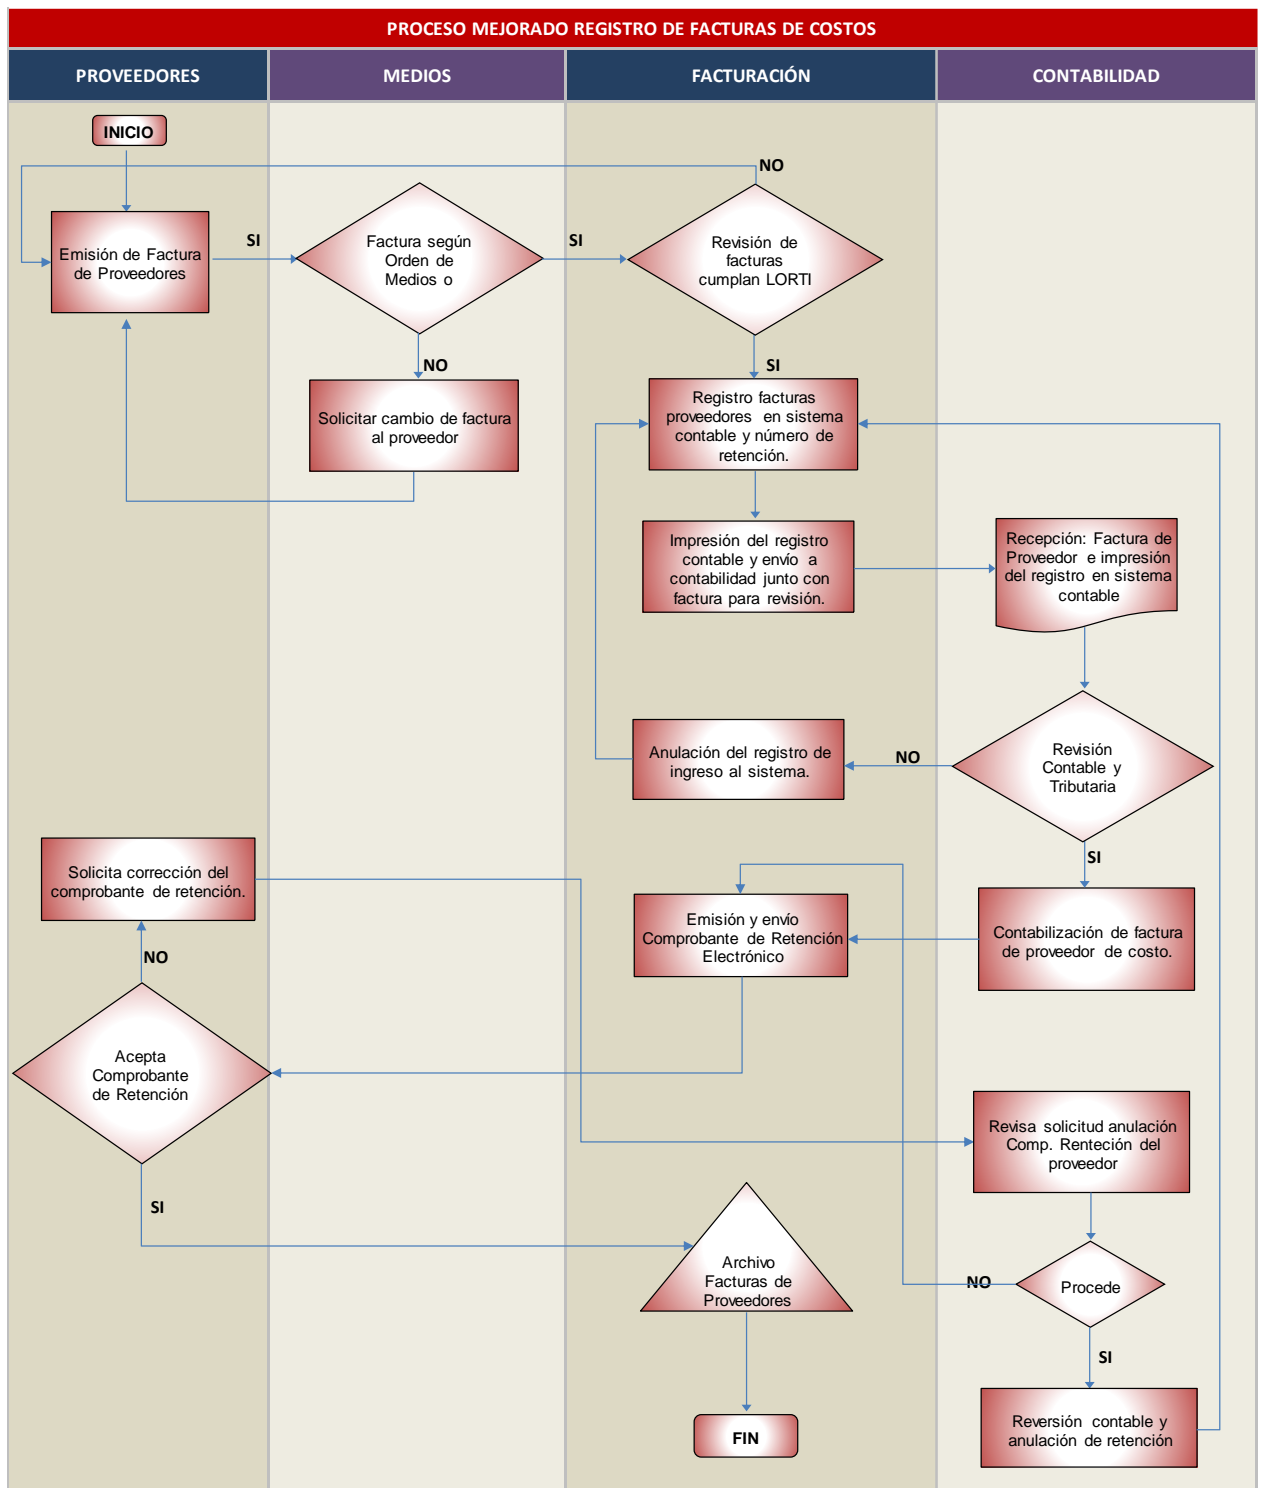 PROCESO MEJORADO REGISTRO DE FACTURAS DE COSTOS
PROVEEDORES
MEDIOS
FACTURACIÓN
CONTABILIDAD
INICIO
NO
Emisión de Factura
de Proveedores
SI
Factura según
Orden de
Medios o
SI
Revisión de
facturas
cumplan LORTI
NO
SI
Solicitar cambio de factura
al proveedor
Registro facturas
proveedores en sistema
contable y número de
retención.
Impresión del registro
contable y envío a
contabilidad junto con
factura para revisión.
Recepción: Factura de
Proveedor e impresión
del registro en sistema
contable
Anulación del registro de
ingreso al sistema.
NO
Revisión
Contable y
Tributaria
SI
Solicita corrección del
comprobante de retención.
Emisión y envío
Comprobante de Retención
Electrónico
Contabilización de factura
de proveedor de costo.
NO
Acepta
Comprobante
de Retención
Revisa solicitud anulación
Comp. Renteción del
proveedor
SI
Archivo
Facturas de
Proveedores
NO
Procede
SI
FIN
Reversión contable y
anulación de retención